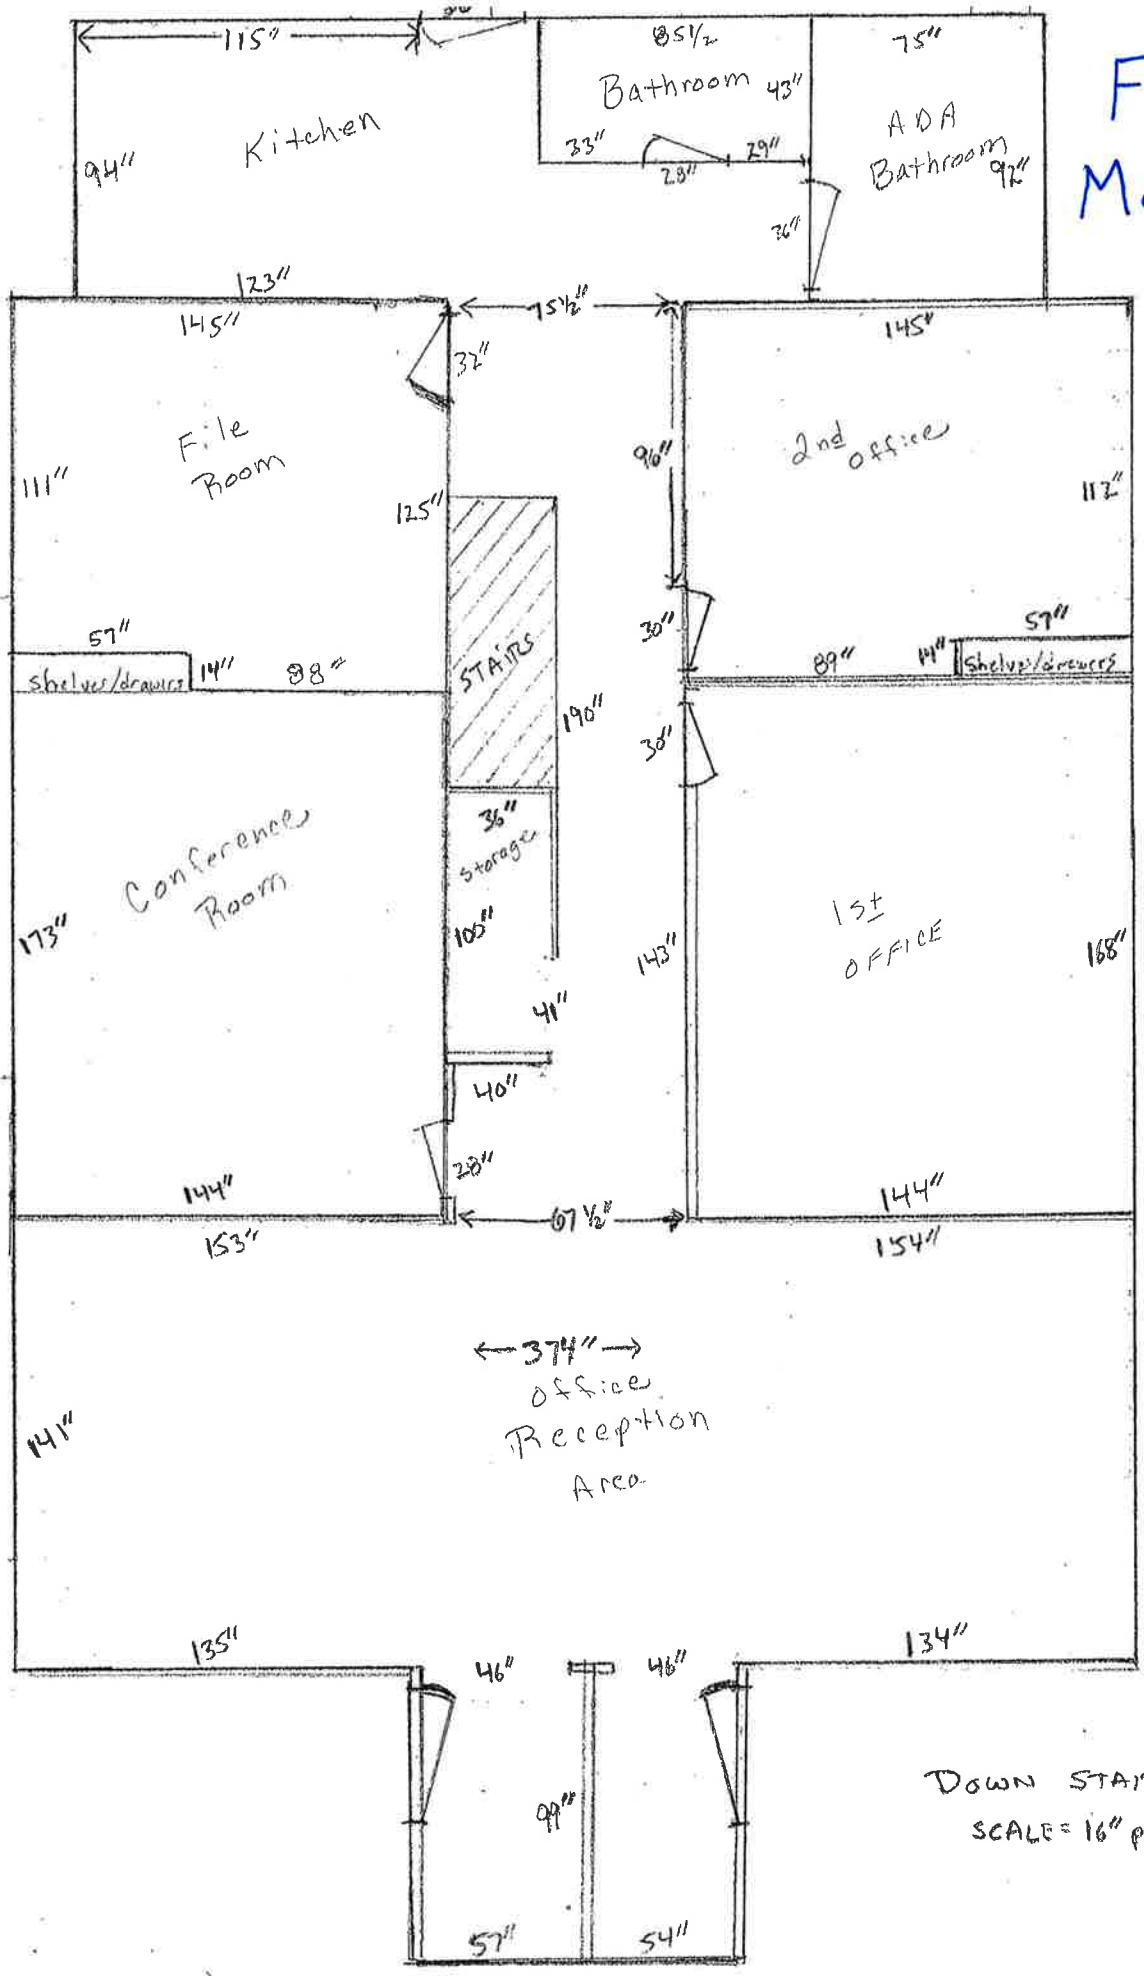 115"
85 1/2
75"
F
Bathroom
43"
Kitchen
ADA
Bathroom
94"
33"
28"
29"
92"
M
36"
123"
75 1/2"
145"
145"
32"
File
Room
2nd
office
96"
111"
125"
112"
57"
57"
30"
shelves/drawers
14"
88"
STAIRS
89"
14"
shelves/drawers
190"
30"
36"
storage
Conference
Room
1st
OFFICE
173"
100"
143"
168"
41"
40"
28"
144"
144"
67 1/2"
153"
154"
374"
office
Reception
Area
141"
135"
46"
46"
134"
DOWN STAI
SCALE = 16" P
99"
57"
54"